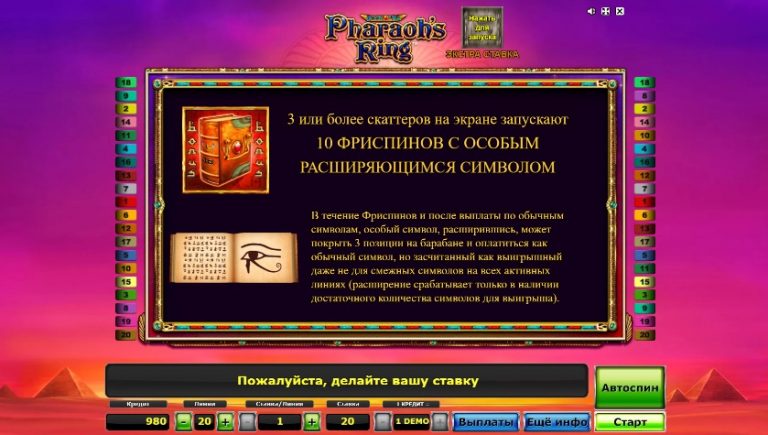 Pharaoh's
Ring
Нажать
для
запуска
ЭКСТРА СТАВКА
3 или более скаттеров на экране запускают
10 ФРИСПИНОВ С ОСОБЫМ
РАСШИРЯЮЩИМСЯ СИМВОЛОМ
В течение Фриспинов и после выплаты по обычным
символам, особый символ, расширившись, может
покрыть 3 позиции на барабане и оплатиться как
обычный символ, но засчитанный как выигрышный
даже не для смежных символов на всех активных
линиях (расширение срабатывает только в наличии
достаточного количества символов для выигрыша).
18 18
9 9
2 2
14 14
11 11
4 4
16 16
13 13
7 7
1 1
6 6
12 12
17 17
5 5
10 10
15 15
3 3
8 8
19 19
20 20
Пожалуйста, делайте вашу ставку
Автоспин
Кредит Линии Ставка/Линии Ставка 1 КРЕДИТ =
980 - 20 + 1 + 20 1 DEMO Выплаты Ещё инфо Старт